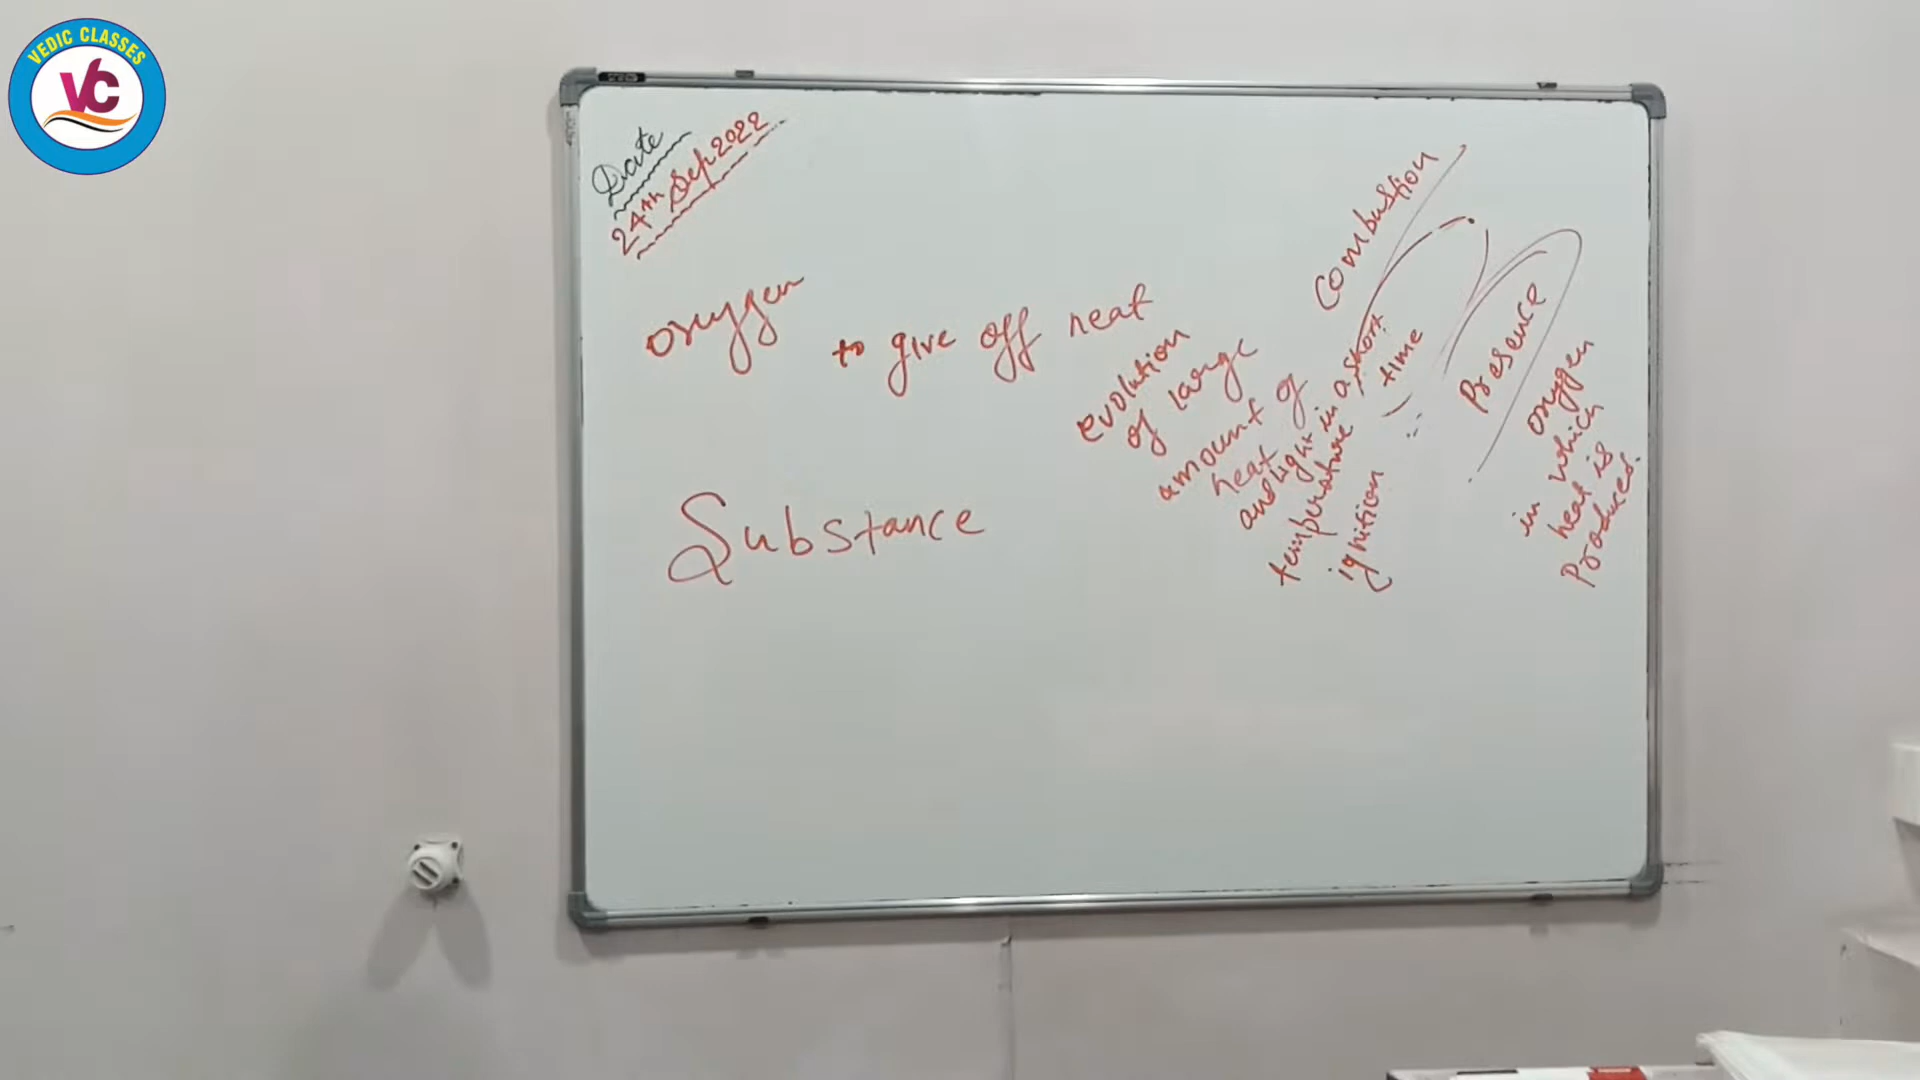 VEDIC CLASSES
VC
Date
24th Sep 2022
oxygen
to give off heat
Substance
evolution
of large
amount of
heat
and light in a short
time
temperature
ignition
Combustion
Presence
oxygen
in which
heat is
Produced.